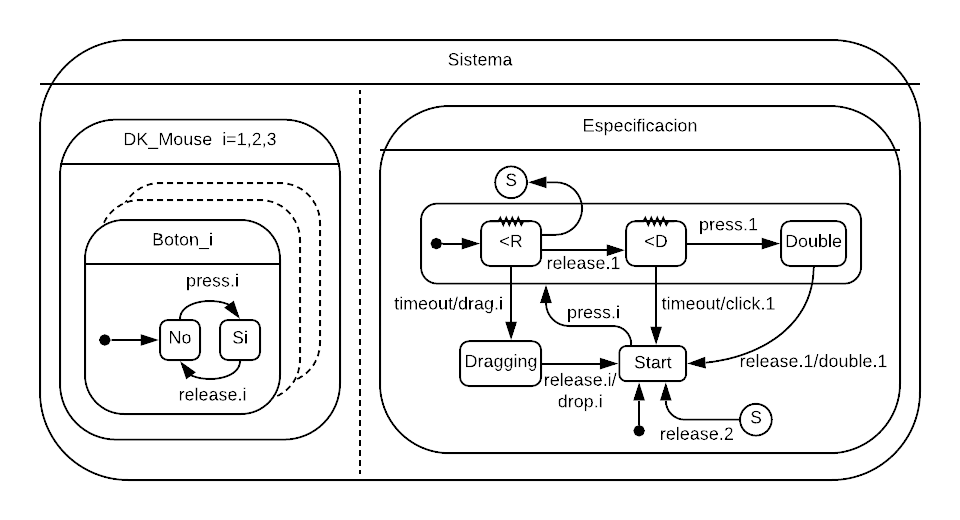 Sistema
DK_Mouse i=1,2,3
Boton_i
press.i
No
Si
release.i
Especificacion
S
<R
release.1
<D
press.1
Double
timeout/drag.i
press.i
timeout/click.1
Dragging
release.i/
drop.i
Start
release.1/double.1
release.2
S